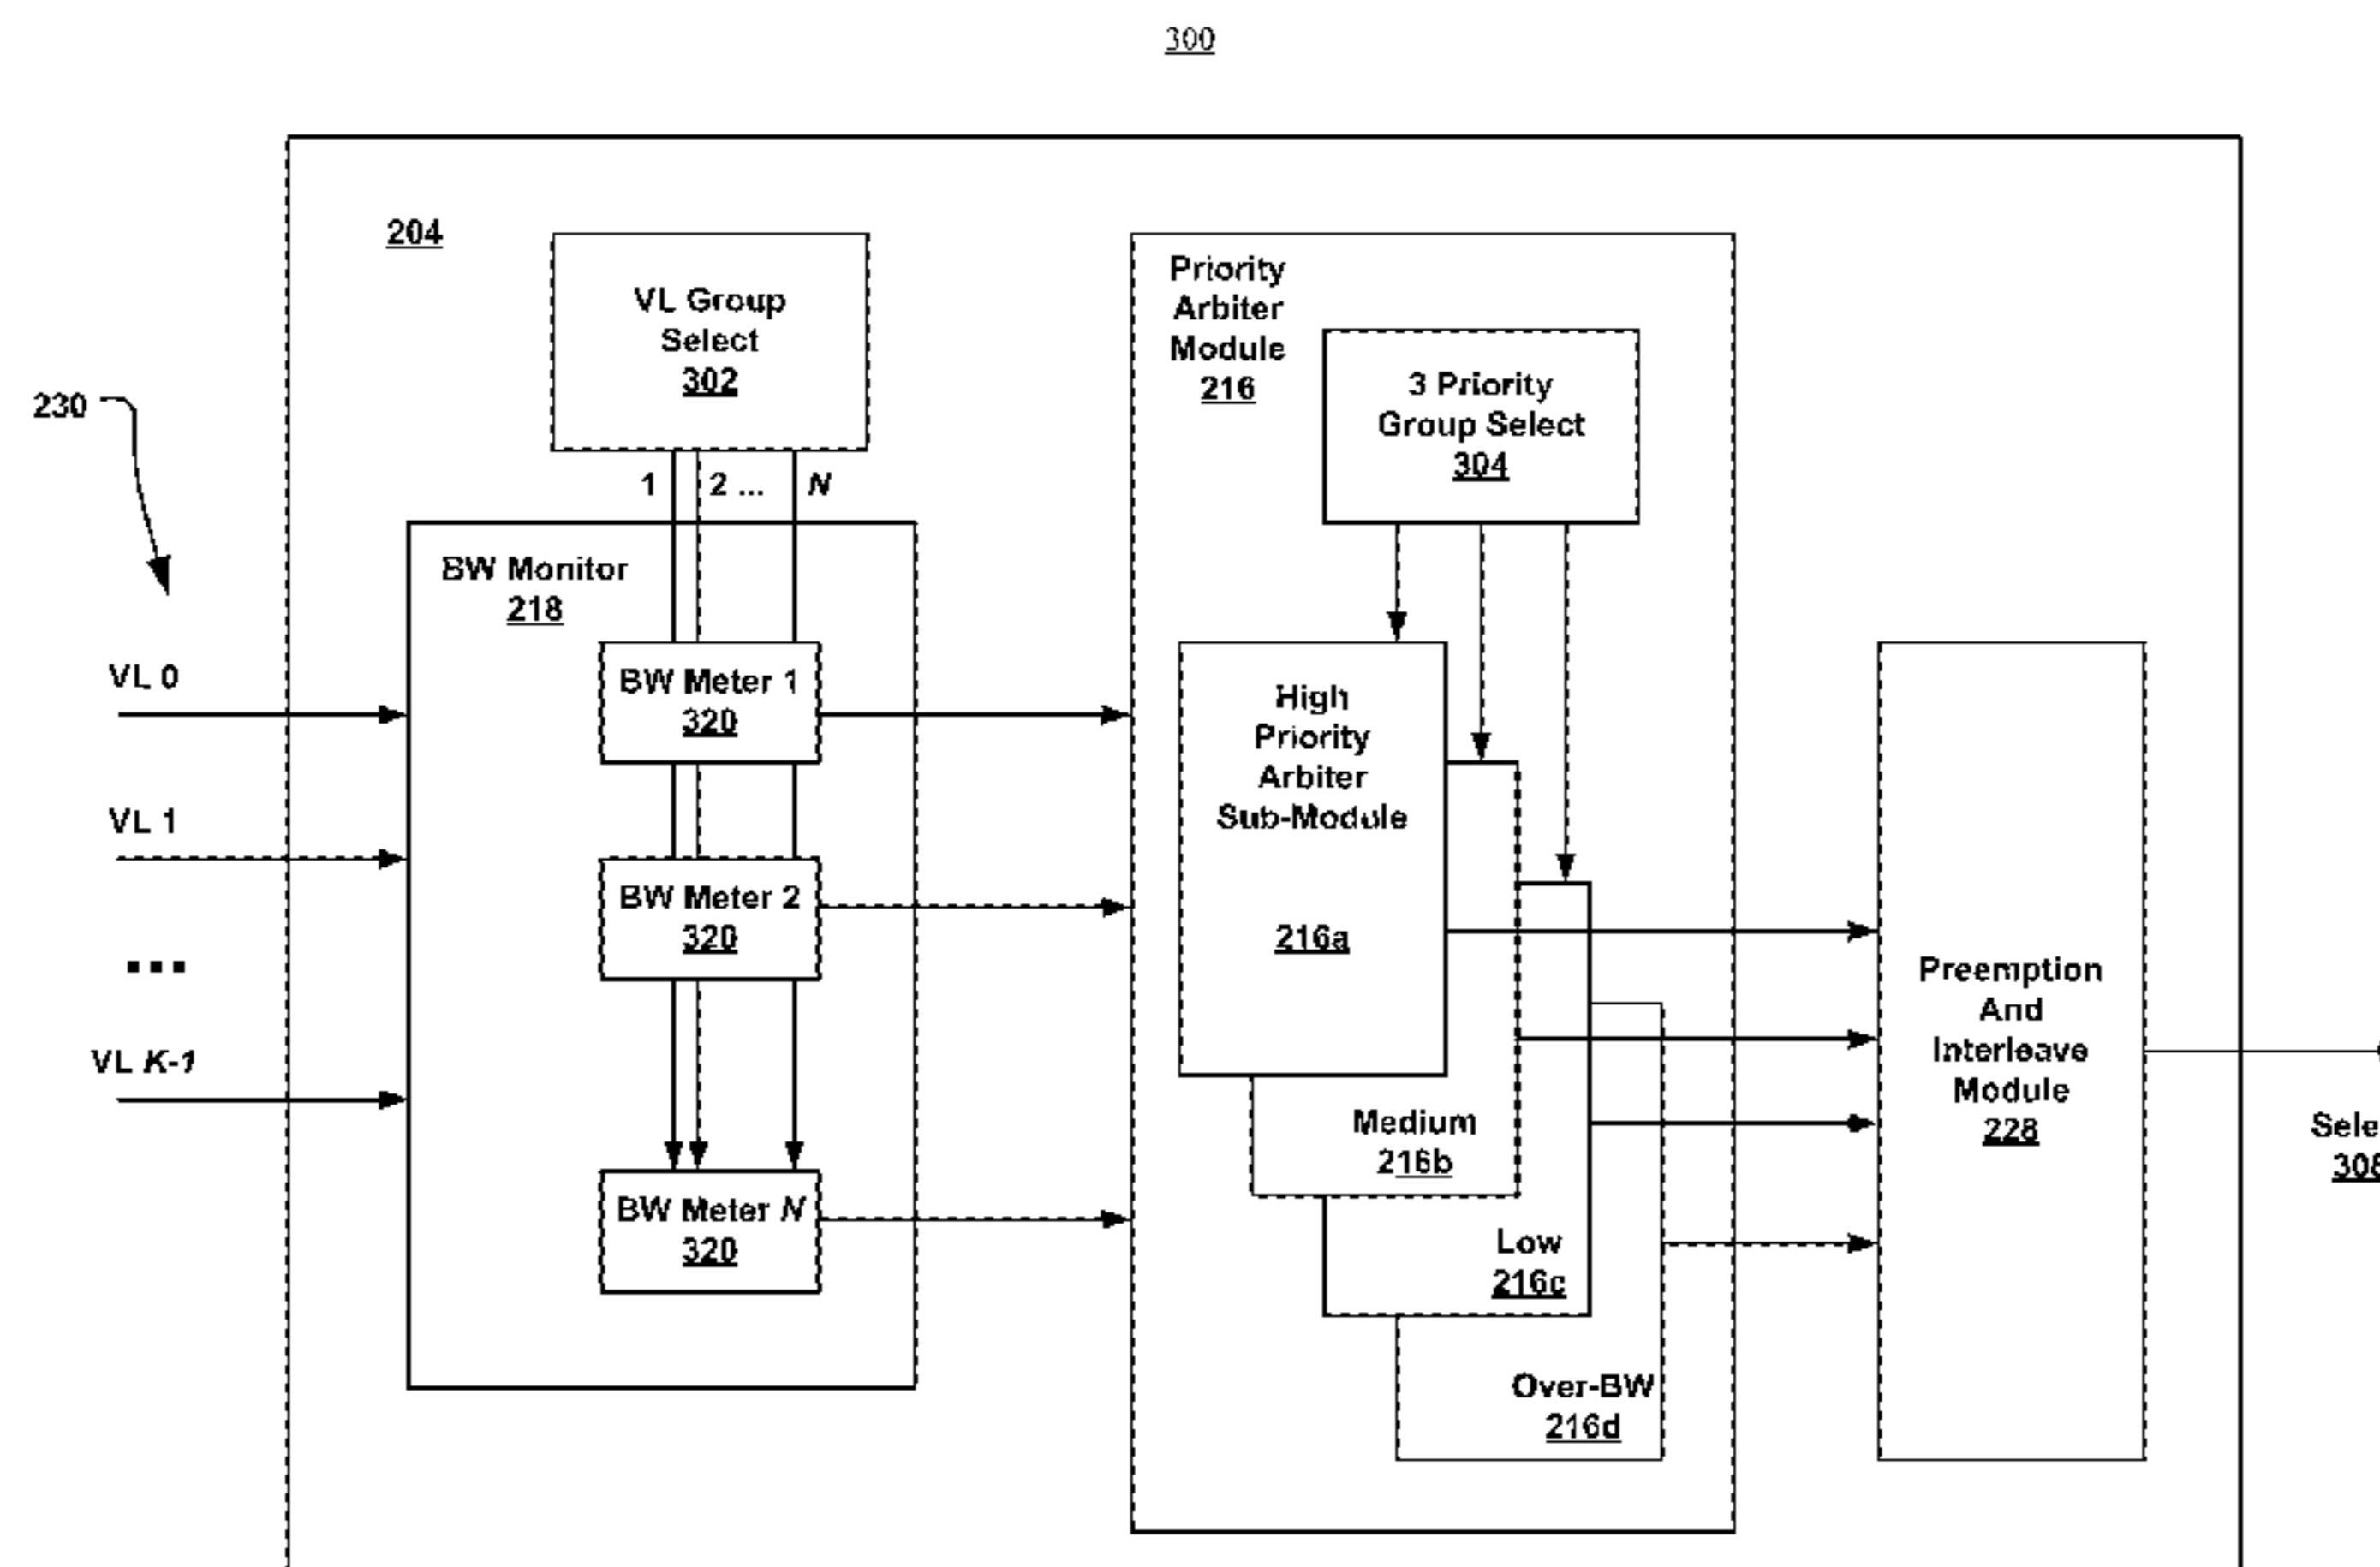 300
204
VL Group
Select
302
1
2 ...
N
230
BW Monitor
218
VL 0
VL 1
...
VL K-1
BW Meter 1
320
BW Meter 2
320
BW Meter N
320
Priority
Arbiter
Module
216
3 Priority
Group Select
304
High
Priority
Arbiter
Sub-Module
216a
Medium
216b
Low
216c
Over-BW
216d
Preemption
And
Interleave
Module
228